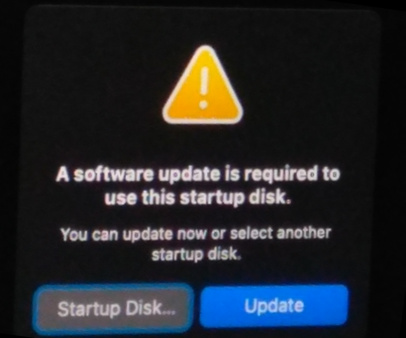 A software update is required to
use this startup disk.
You can update now or select another
startup disk.
Startup Disk...
Update